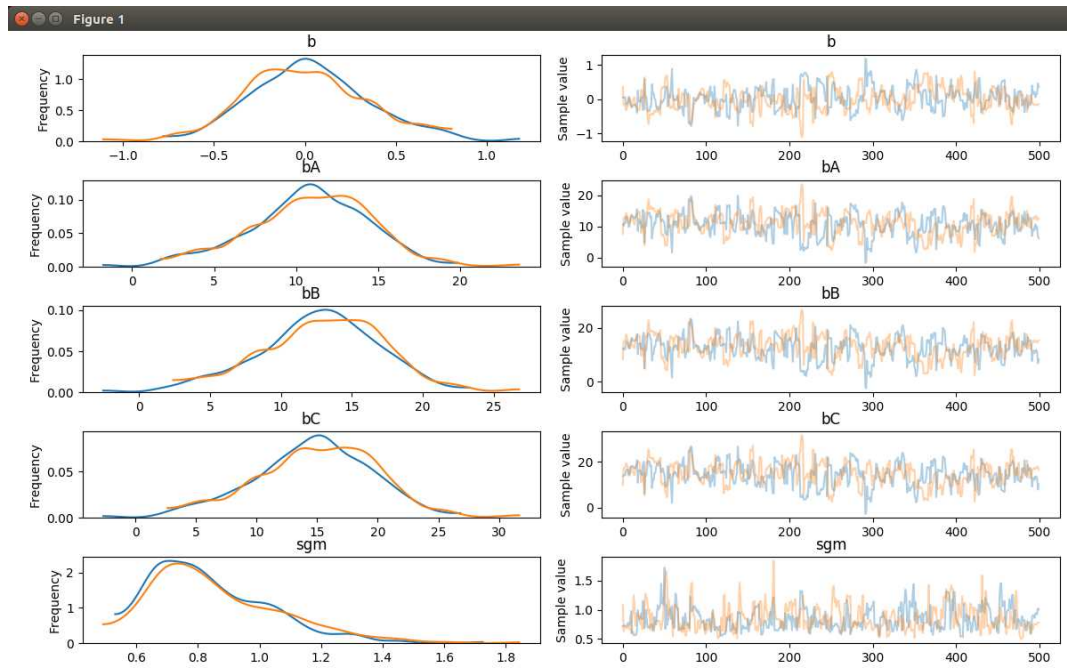 Figure 1
b
Frequency
1.0
0.5
0.0
−1.0 −0.5 0.0 0.5 1.0
b
Sample value
1
0
−1
0 100 200 300 400 500
bA
Frequency
0.10
0.05
0.00
0 5 10 15 20
bA
Sample value
20
10
0
0 100 200 300 400 500
bB
Frequency
0.10
0.05
0.00
0 5 10 15 20 25
bB
Sample value
20
0
0 100 200 300 400 500
bC
Frequency
0.05
0.00
0 5 10 15 20 25 30
bC
Sample value
20
0
0 100 200 300 400 500
sgm
Frequency
2
1
0
0.6 0.8 1.0 1.2 1.4 1.6 1.8
sgm
Sample value
1.5
1.0
0.5
0 100 200 300 400 500